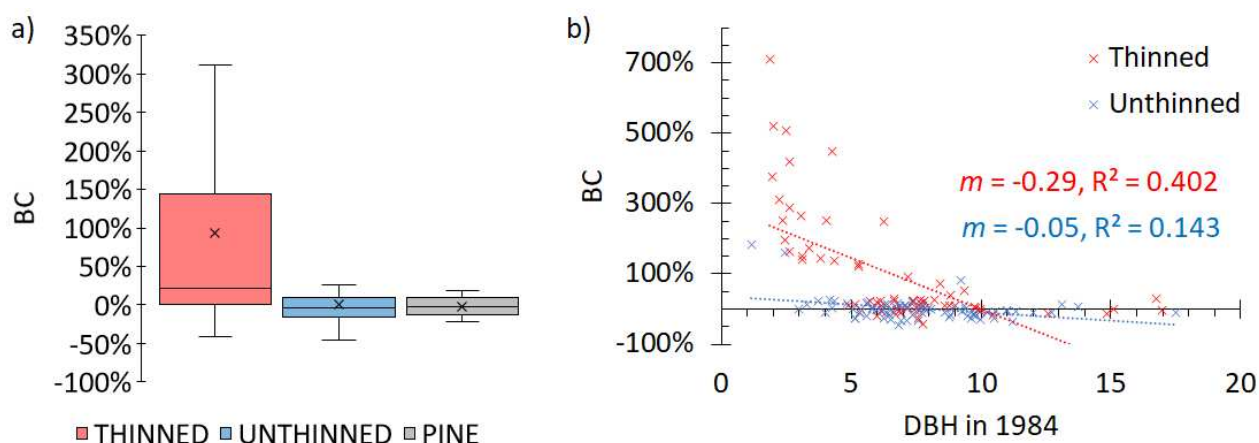 a)
350%
300%
250%
200%
150%
100%
50%
0%
-50%
-100%
BC
THINNED UNTHINNED PINE
b)
700%
500%
300%
100%
-100%
BC
Thinned
Unthinned
m = -0.29, R² = 0.402
m = -0.05, R² = 0.143
0 5 10 15 20
DBH in 1984